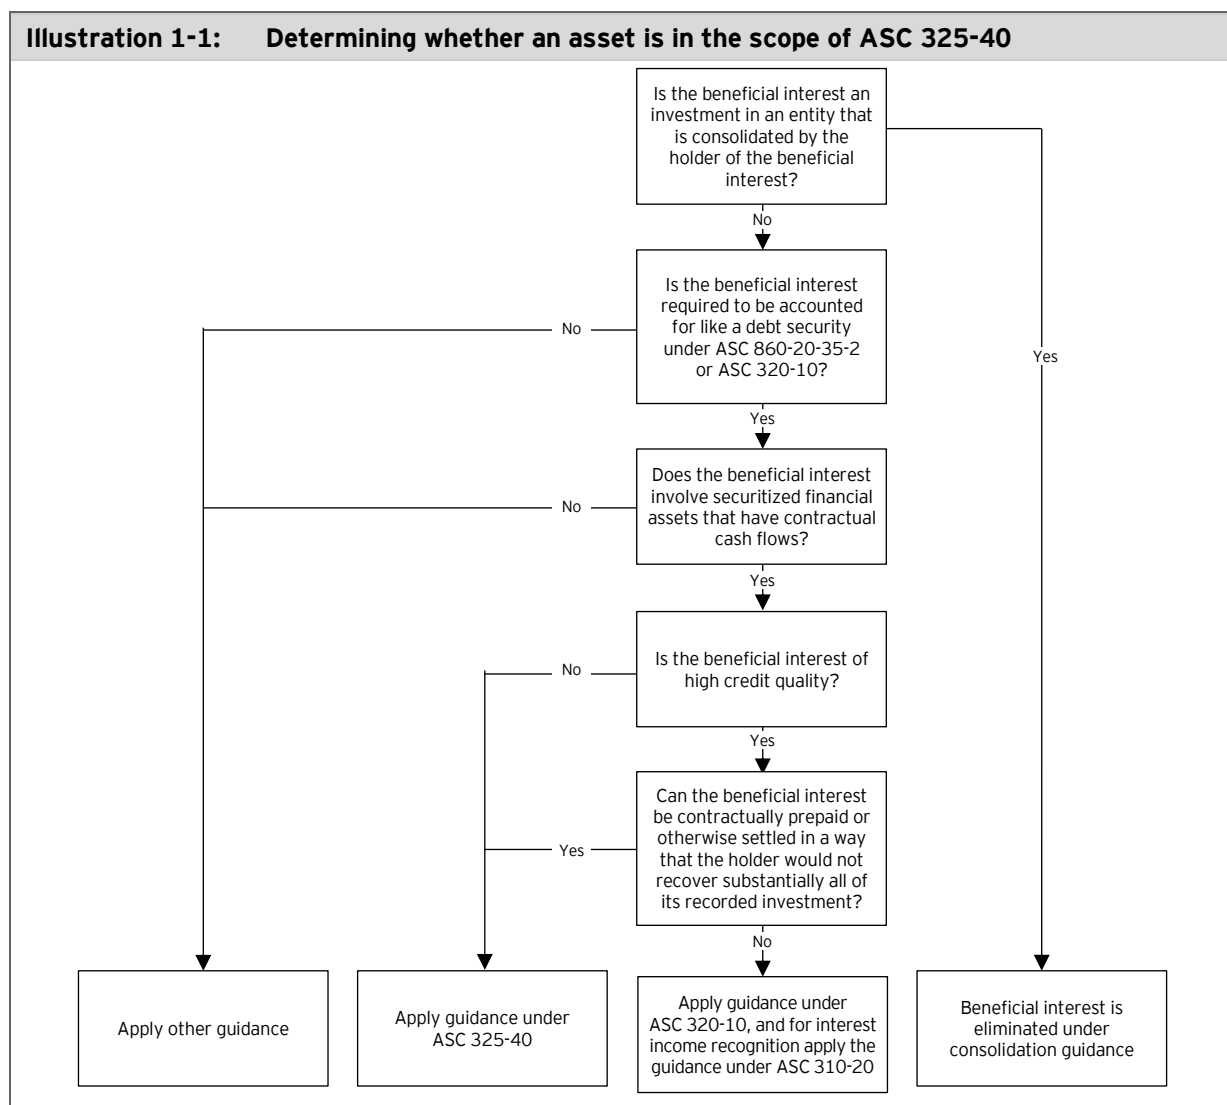 Illustration 1-1: Determining whether an asset is in the scope of ASC 325-40
Is the beneficial interest an
investment in an entity that
is consolidated by the
holder of the beneficial
interest?
No
Yes
Is the beneficial interest
required to be accounted
for like a debt security
under ASC 860-20-35-2
or ASC 320-10?
No
Yes
Does the beneficial interest
involve securitized financial
assets that have contractual
cash flows?
No
Yes
Is the beneficial interest of
high credit quality?
No
Yes
Can the beneficial interest
be contractually prepaid or
otherwise settled in a way
that the holder would not
recover substantially all of
its recorded investment?
Yes
No
Apply other guidance
Apply guidance under
ASC 325-40
Apply guidance under
ASC 320-10, and for interest
income recognition apply the
guidance under ASC 310-20
Beneficial interest is
eliminated under
consolidation guidance